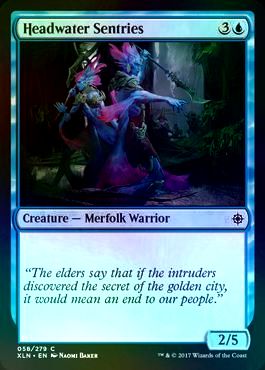 Headwater Sentries 3
Creature — Merfolk Warrior
“The elders say that if the intruders
discovered the secret of the golden city,
it would mean an end to our people.”
2/5
058/279 C
XLN • EN Naomi Baker
™ & © 2017 Wizards of the Coast